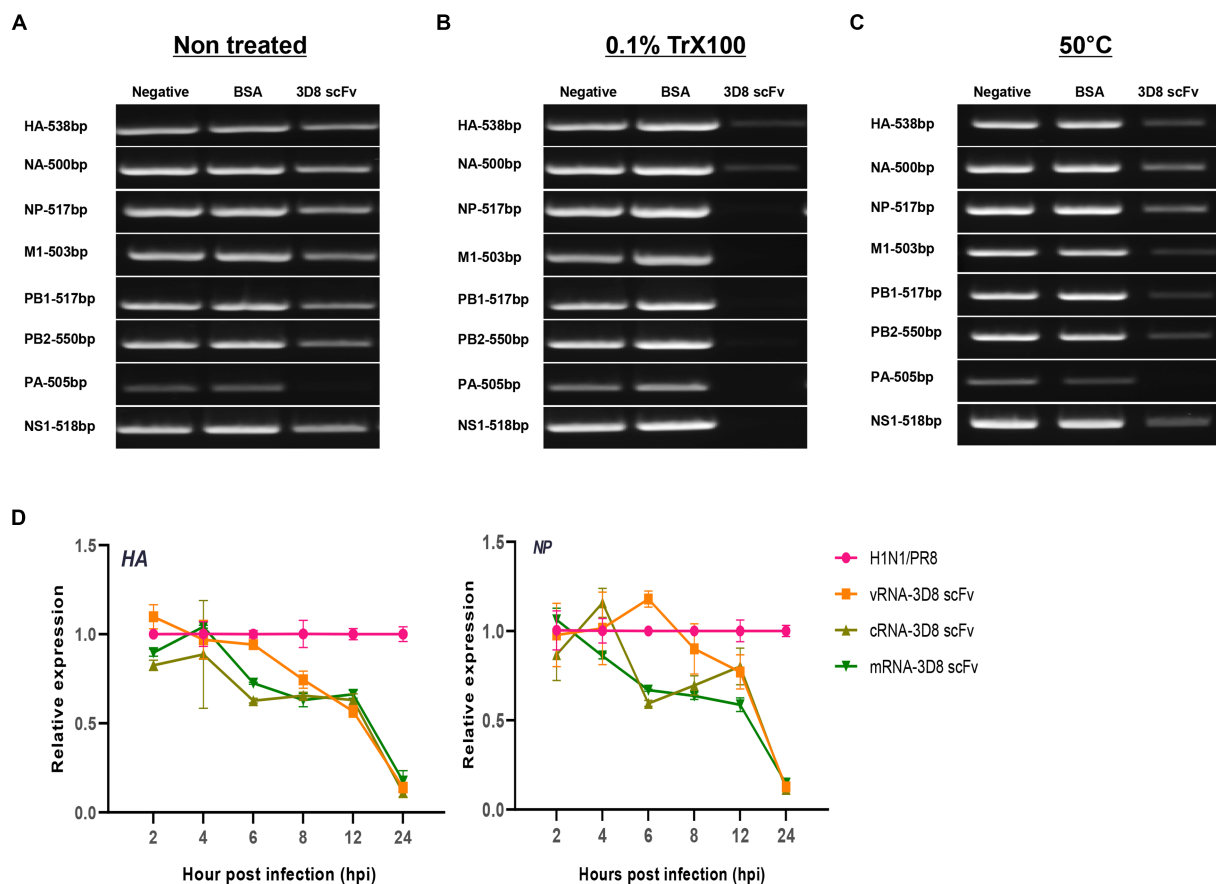 A
Non treated
Negative BSA 3D8 scFv
HA-538bp
NA-500bp
NP-517bp
M1-503bp
PB1-517bp
PB2-550bp
PA-505bp
NS1-518bp
B
0.1% TrX100
Negative BSA 3D8 scFv
HA-538bp
NA-500bp
NP-517bp
M1-503bp
PB1-517bp
PB2-550bp
PA-505bp
NS1-518bp
C
50°C
Negative BSA 3D8 scFv
HA-538bp
NA-500bp
NP-517bp
M1-503bp
PB1-517bp
PB2-550bp
PA-505bp
NS1-518bp
D
HA
Relative expression
1.5
1.0
0.5
0.0
2 4 6 8 12 24
Hour post infection (hpi)
NP
Relative expression
1.5
1.0
0.5
0.0
2 4 6 8 12 24
Hours post infection (hpi)
H1N1/PR8
vRNA-3D8 scFv
cRNA-3D8 scFv
mRNA-3D8 scFv